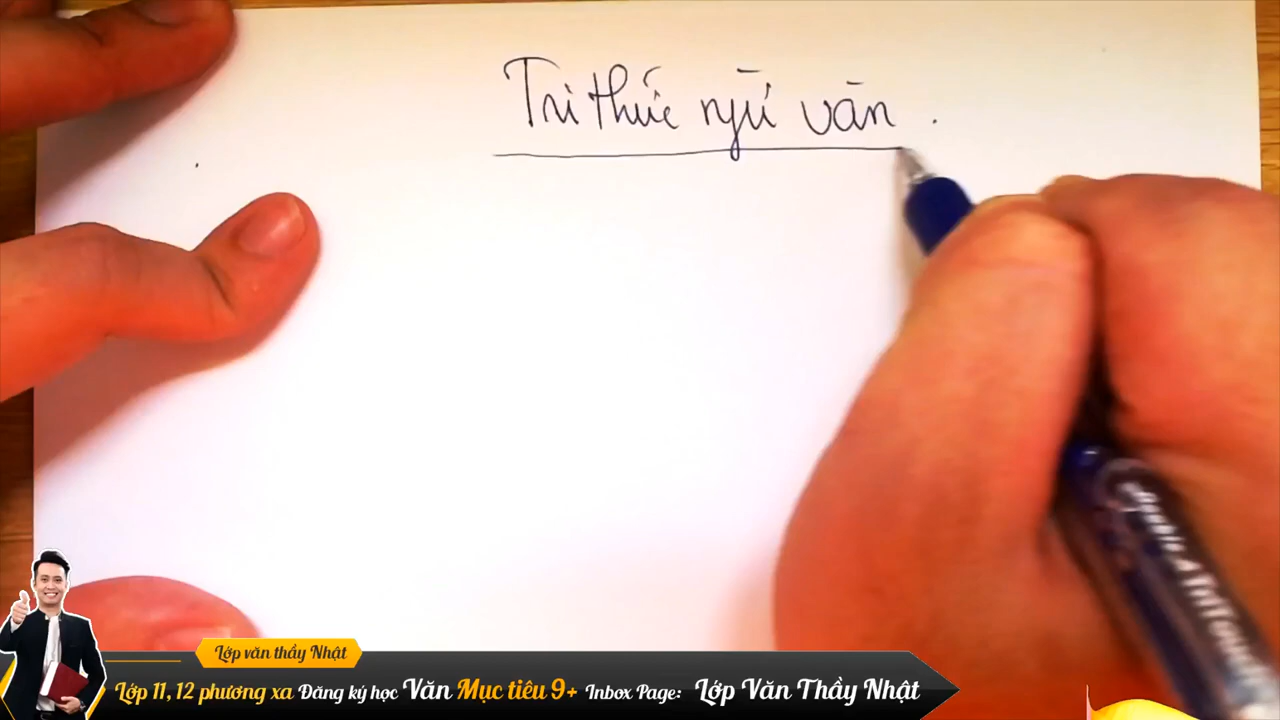 Tri thức ngữ văn.
Lớp văn thầy Nhật
Lớp 11, 12 phương xa Đăng ký học Văn Mục tiêu 9+ Inbox Page: Lớp Văn Thầy Nhật